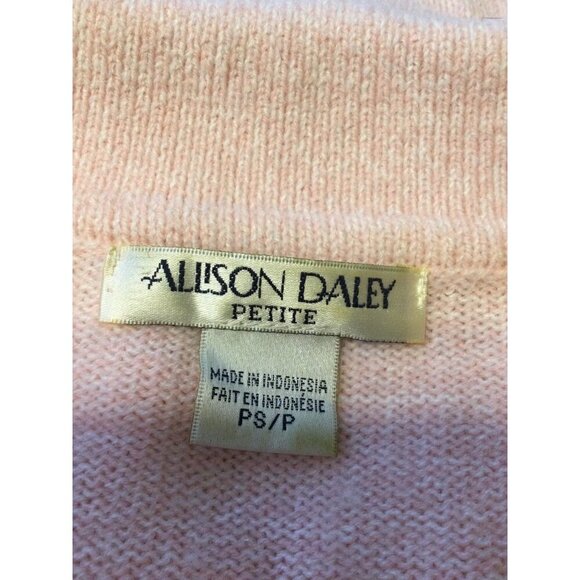 ALLISON DALEY
PETITE
MADE IN INDONESIA
FAIT EN INDONÉSIE
PS/P